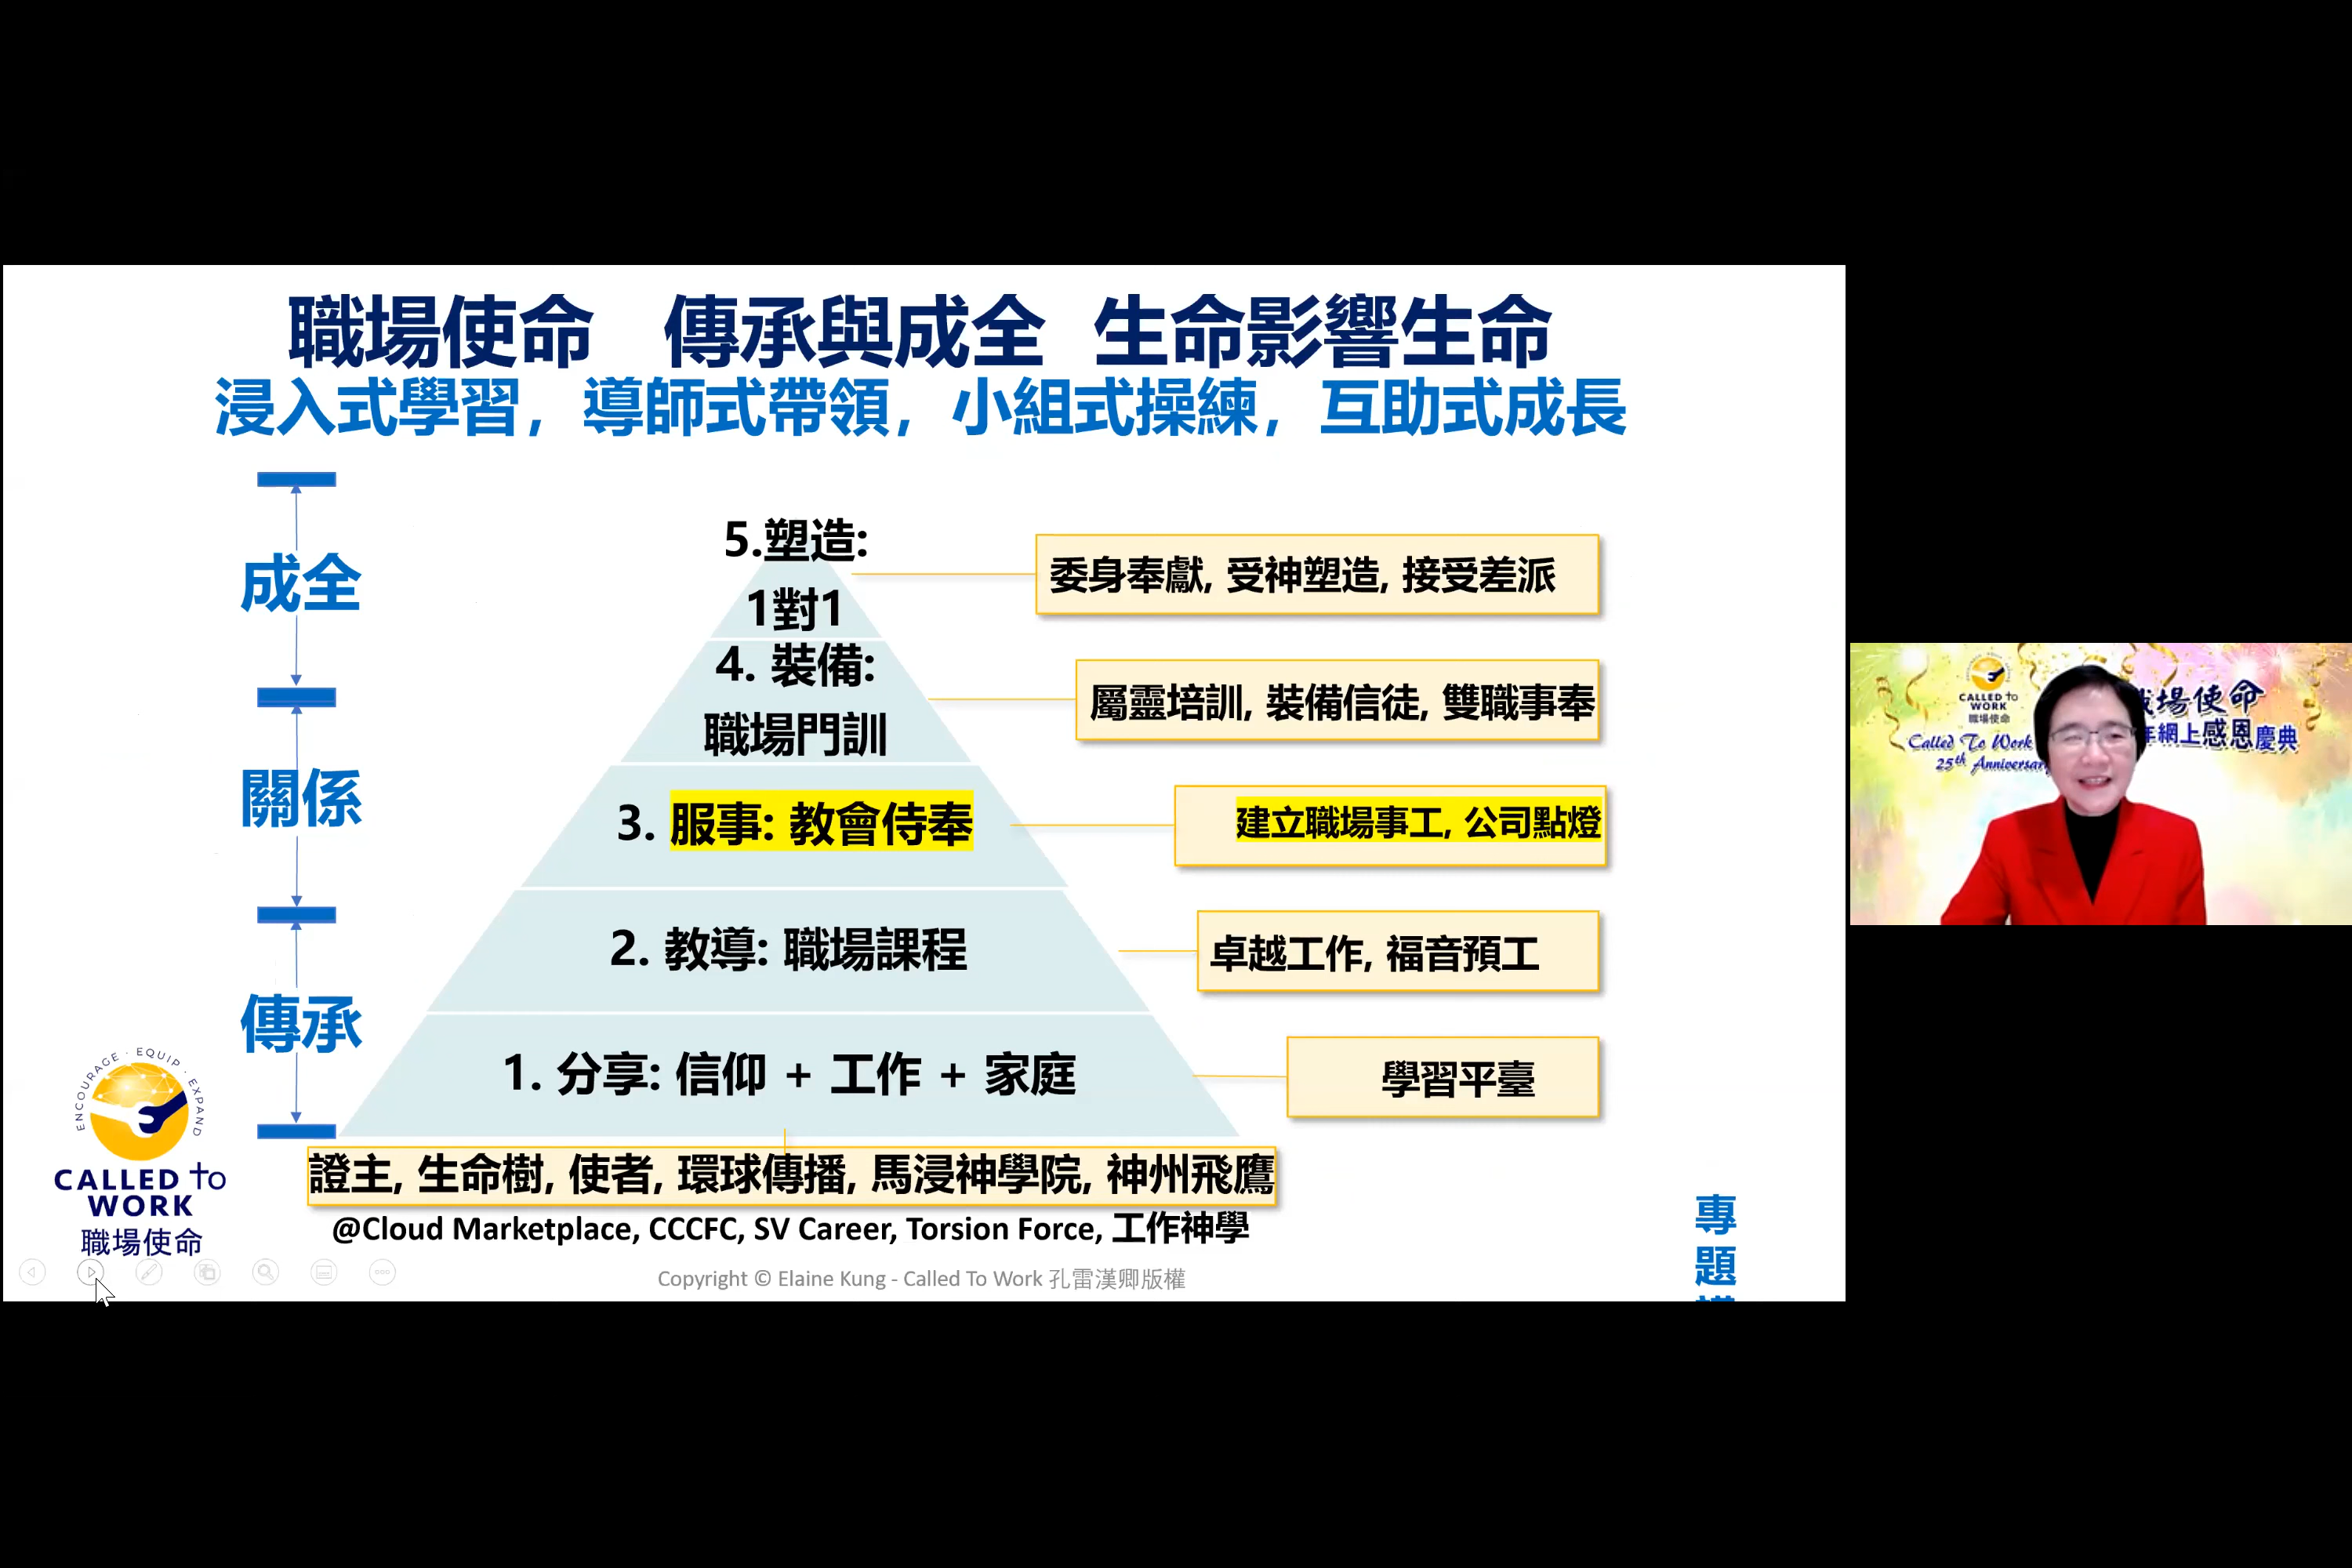 職場使命 傳承與成全 生命影響生命
浸入式學習，導師式帶領，小組式操練，互助式成長
成全
關係
傳承
5.塑造:
1對1
委身奉獻, 受神塑造, 接受差派
4. 裝備:
職場門訓
屬靈培訓, 裝備信徒, 雙職事奉
3. 服事: 教會侍奉
建立職場事工, 公司點燈
2. 教導: 職場課程
卓越工作, 福音預工
1. 分享: 信仰 + 工作 + 家庭
學習平臺
證主, 生命樹, 使者, 環球傳播, 馬浸神學院, 神州飛鷹
@Cloud Marketplace, CCCFC, SV Career, Torsion Force, 工作神學
Copyright © Elaine Kung - Called To Work 孔雷漢卿版權
ENCOURAGE · EQUIP · EXPAND
CALLED to
WORK
職場使命
專
題
CALLED to
WORK
職場使命
Called To Work
25th Anniversary
職場使命
年網上感恩慶典